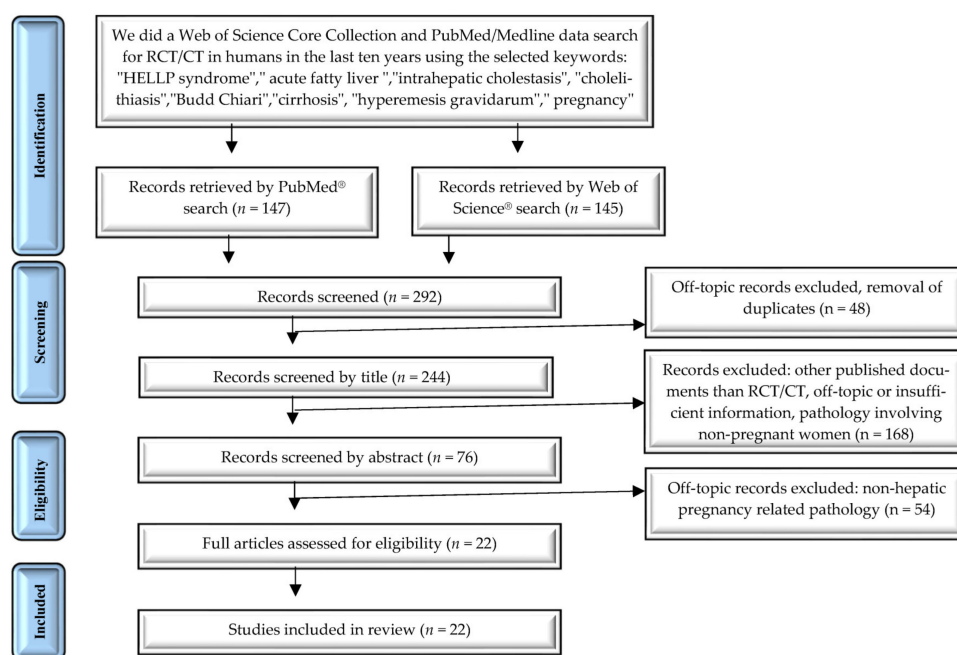 Identification
We did a Web of Science Core Collection and PubMed/Medline data search
for RCT/CT in humans in the last ten years using the selected keywords:
"HELLP syndrome"," acute fatty liver ","intrahepatic cholestasis", "choleli-
thiasis","Budd Chiari","cirrhosis", "hyperemesis gravidarum"," pregnancy"
Records retrieved by PubMed®
search (n = 147)
Records retrieved by Web of
Science® search (n = 145)
Screening
Records screened (n = 292)
Off-topic records excluded, removal of
duplicates (n = 48)
Records screened by title (n = 244)
Records excluded: other published docu-
ments than RCT/CT, off-topic or insuffi-
cient information, pathology involving
non-pregnant women (n = 168)
Eligibility
Records screened by abstract (n = 76)
Off-topic records excluded: non-hepatic
pregnancy related pathology (n = 54)
Full articles assessed for eligibility (n = 22)
Included
Studies included in review (n = 22)